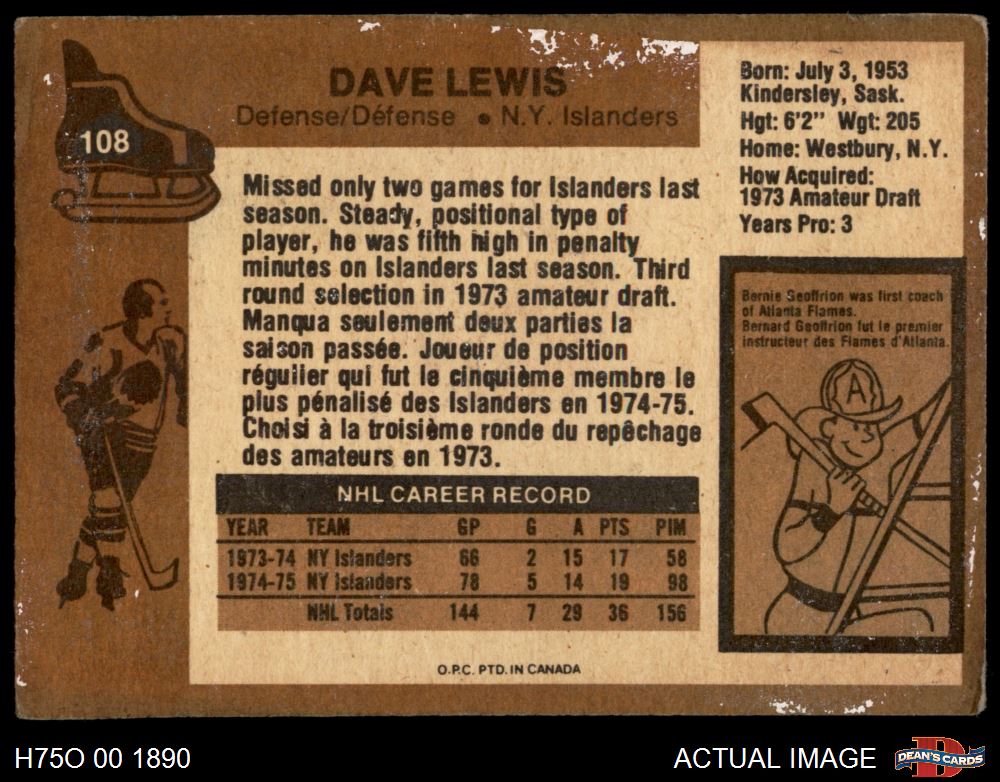 108
DAVE LEWIS
Defense/Défense • N.Y. Islanders
Born: July 3, 1953
Kindersley, Sask.
Hgt: 6'2" Wgt: 205
Home: Westbury, N.Y.
How Acquired:
1973 Amateur Draft
Years Pro: 3
Missed only two games for Islanders last
season. Steady, positional type of
player, he was fifth high in penalty
minutes on Islanders last season. Third
round selection in 1973 amateur draft.
Manqua seulement deux parties la
saison passée. Joueur de position
régulier qui fut le cinquième membre le
plus pénalisé des Islanders en 1974-75.
Choisi à la troisième ronde du repêchage
des amateurs en 1973.
Bernie Geoffrion was first coach
of Atlanta Flames.
Bernard Geoffrion fut le premier
instructeur des Flames d'Atlanta.
A
NHL CAREER RECORD
YEAR TEAM GP G A PTS PIM
1973-74 NY Islanders 66 2 15 17 58
1974-75 NY Islanders 78 5 14 19 98
NHL Totals 144 7 29 36 156
O.P.C. PTD. IN CANADA
H75O 00 1890
ACTUAL IMAGE
D
DEAN'S CARDS